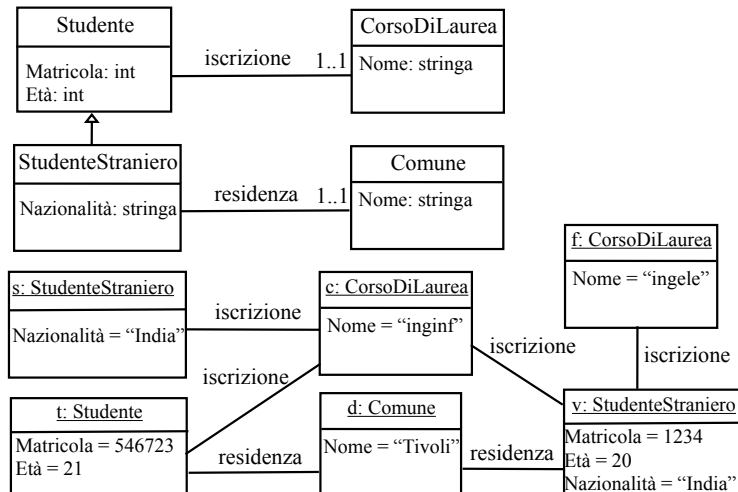 Studente
Matricola: int
Età: int
iscrizione
1..1
CorsoDiLaurea
Nome: stringa
StudenteStraniero
Nazionalità: stringa
residenza
1..1
Comune
Nome: stringa
f: CorsoDiLaurea
Nome = “ingele”
s: StudenteStraniero
Nazionalità = “India”
iscrizione
c: CorsoDiLaurea
Nome = “inginf”
iscrizione
iscrizione
iscrizione
t: Studente
Matricola = 546723
Età = 21
residenza
d: Comune
Nome = “Tivoli”
residenza
v: StudenteStraniero
Matricola = 1234
Età = 20
Nazionalità = “India”